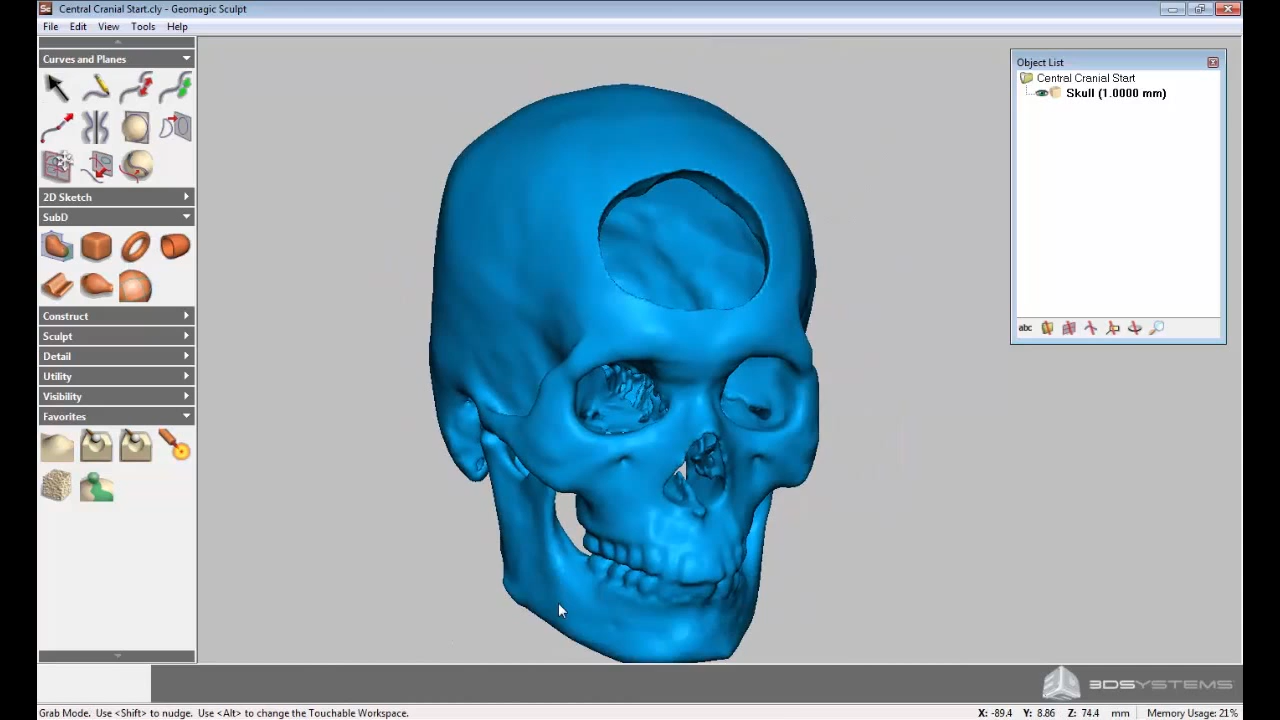 Sc Central Cranial Start.cly - Geomagic Sculpt
File Edit View Tools Help
Curves and Planes
2D Sketch
SubD
Construct
Sculpt
Detail
Utility
Visibility
Favorites
Object List
Central Cranial Start
Skull (1.0000 mm)
abc
3DSYSTEMS
Grab Mode. Use <Shift> to nudge. Use <Alt> to change the Touchable Workspace.
X: -89.4 Y: 8.86 Z: 74.4 mm Memory Usage: 21%